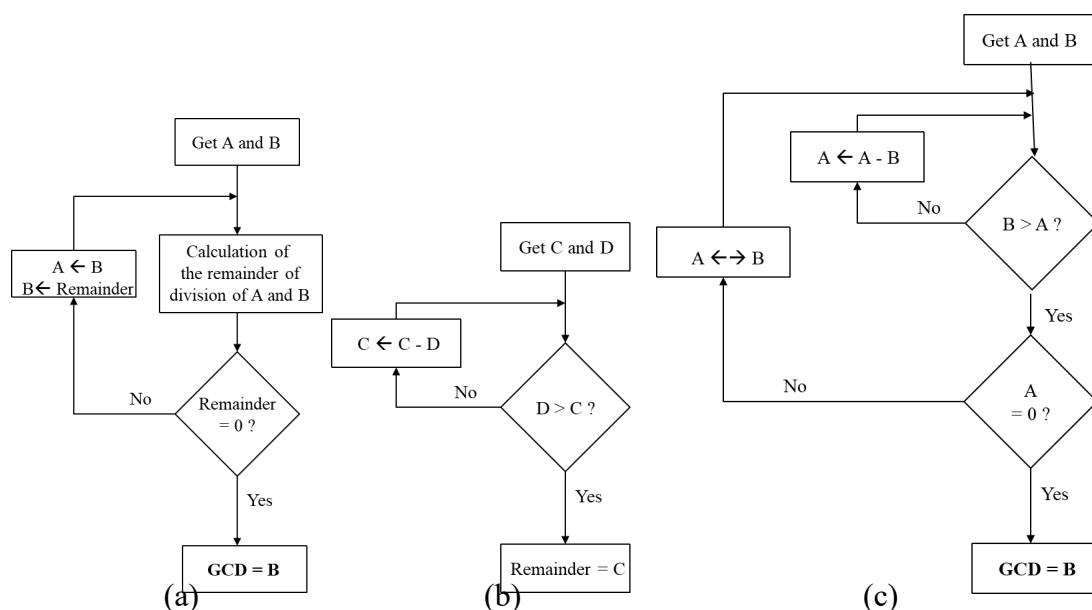 Get A and B
Calculation of
the remainder of
division of A and B
A ← B
B← Remainder
No
Remainder
= 0 ?
Yes
GCD = B
(a)
Get C and D
C ← C - D
No
D > C ?
Yes
Remainder = C
(b)
Get A and B
A ← A - B
No
B > A ?
A ←→ B
Yes
No
A
= 0 ?
Yes
GCD = B
(c)